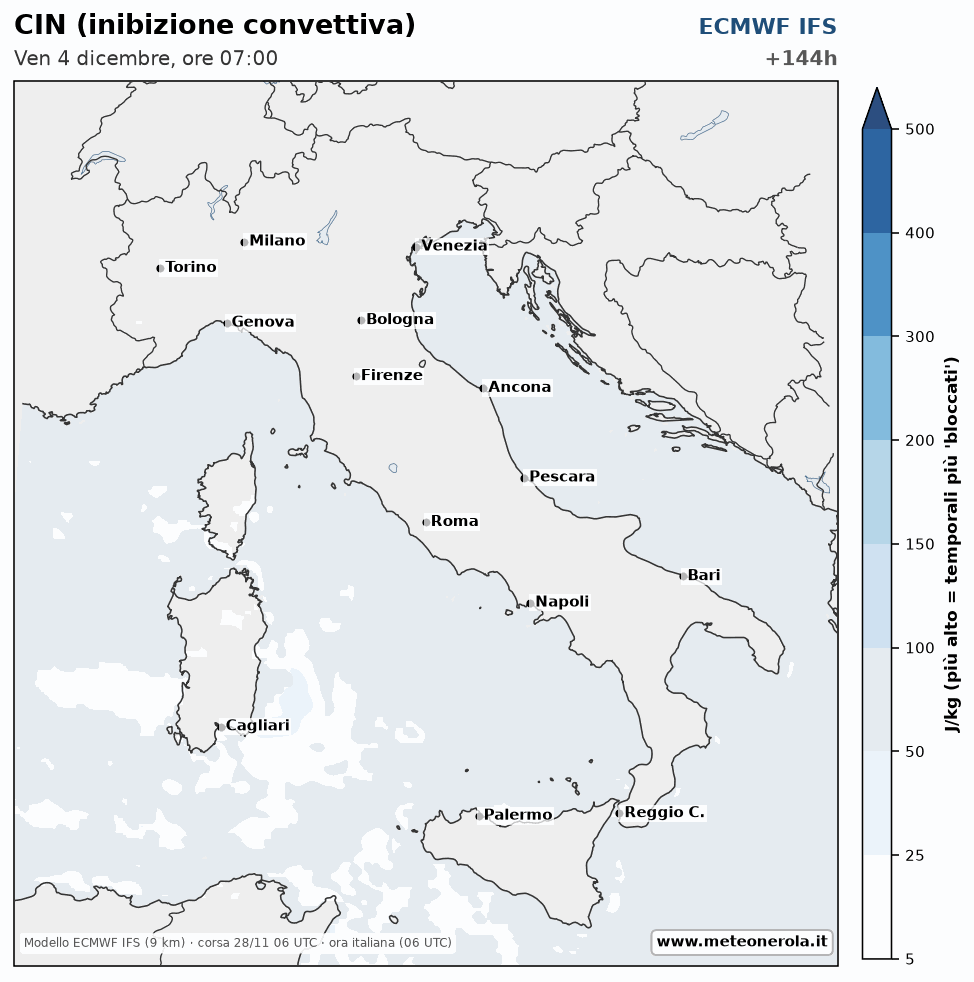 CIN (inibizione convettiva)
ECMWF IFS
Ven 4 dicembre, ore 07:00
+144h
Milano
Venezia
Torino
Genova
Bologna
Firenze
Ancona
Pescara
Roma
Bari
Napoli
Cagliari
Palermo
Reggio C.
500
400
300
200
150
100
50
25
5
J/kg (più alto = temporali più 'bloccati')
Modello ECMWF IFS (9 km) · corsa 28/11 06 UTC · ora italiana (06 UTC)
www.meteonerola.it